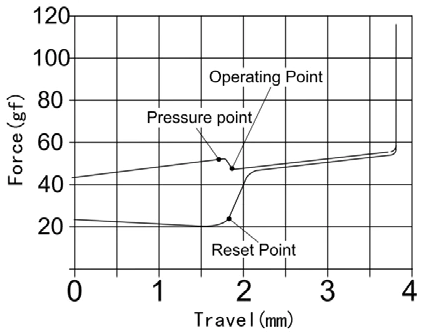 120
100
80
60
40
20
Force(gf)
Operating Point
Pressure point
Reset Point
0 1 2 3 4
Travel(mm)